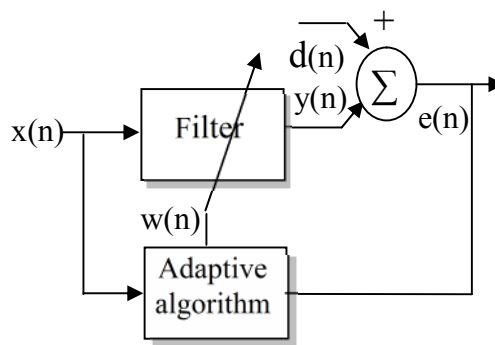 +
d(n)
x(n)
Filter
y(n)
Σ
e(n)
w(n)
Adaptive
algorithm